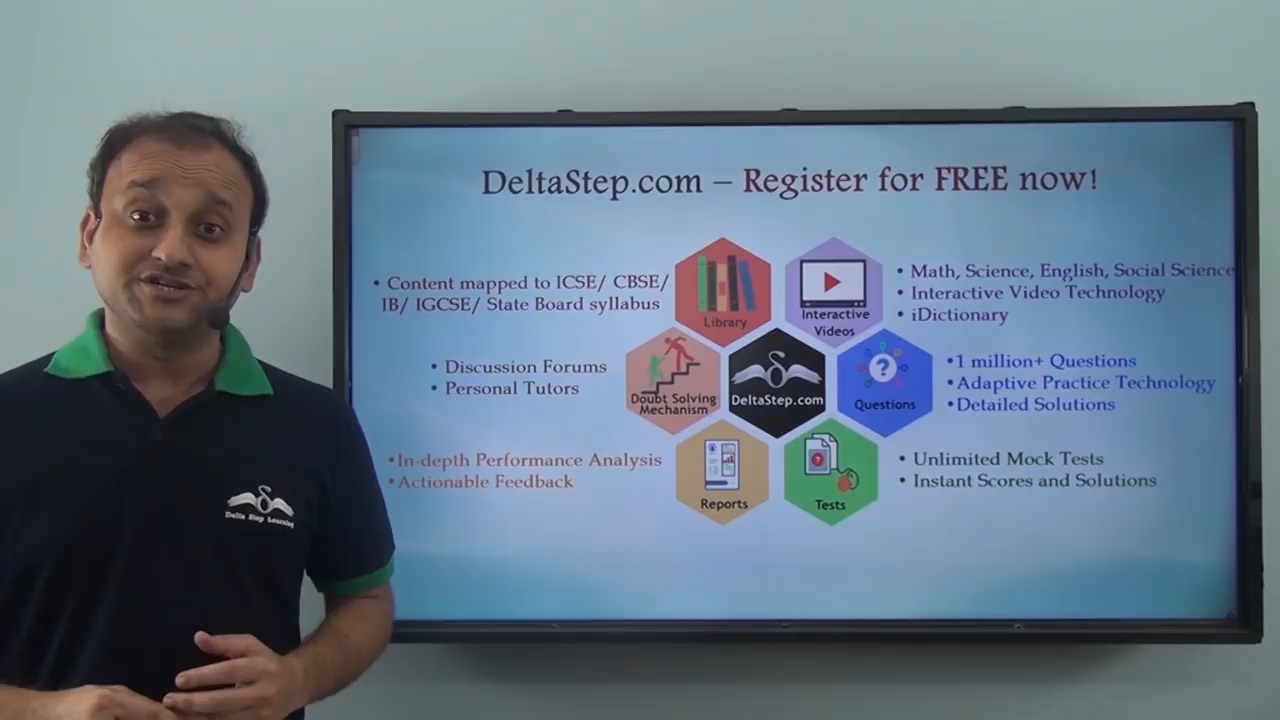 DeltaStep.com – Register for FREE now!
• Content mapped to ICSE/ CBSE/
IB/ IGCSE/ State Board syllabus
Library
Interactive
Videos
• Math, Science, English, Social Science
• Interactive Video Technology
• iDictionary
• Discussion Forums
• Personal Tutors
Doubt Solving
Mechanism
DeltaStep.com
?
Questions
• 1 million+ Questions
• Adaptive Practice Technology
• Detailed Solutions
• In-depth Performance Analysis
• Actionable Feedback
Reports
?
Tests
• Unlimited Mock Tests
• Instant Scores and Solutions
Delta Step Learning